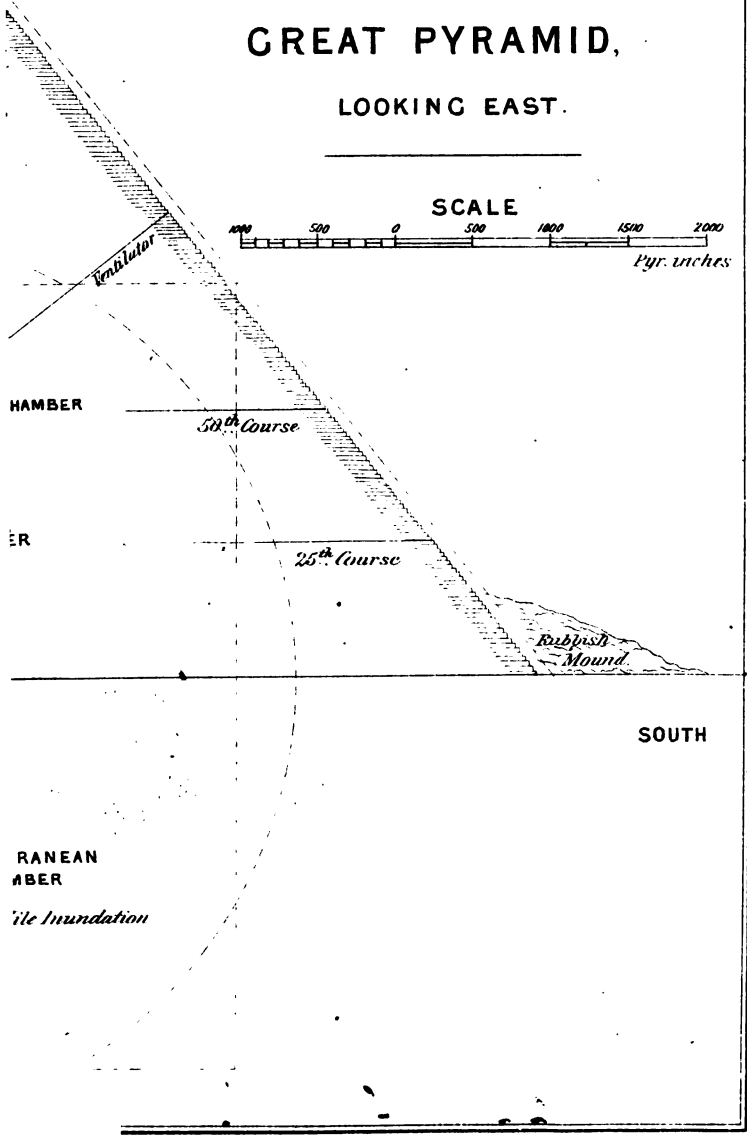 GREAT PYRAMID,
LOOKING EAST.
SCALE
1000 500 0 500 1000 1500 2000
Pyr. inches
Ventilator
HAMBER
50th Course
ER
25th Course
Rubbish
Mound
SOUTH
RANEAN
MBER
ile Inundation